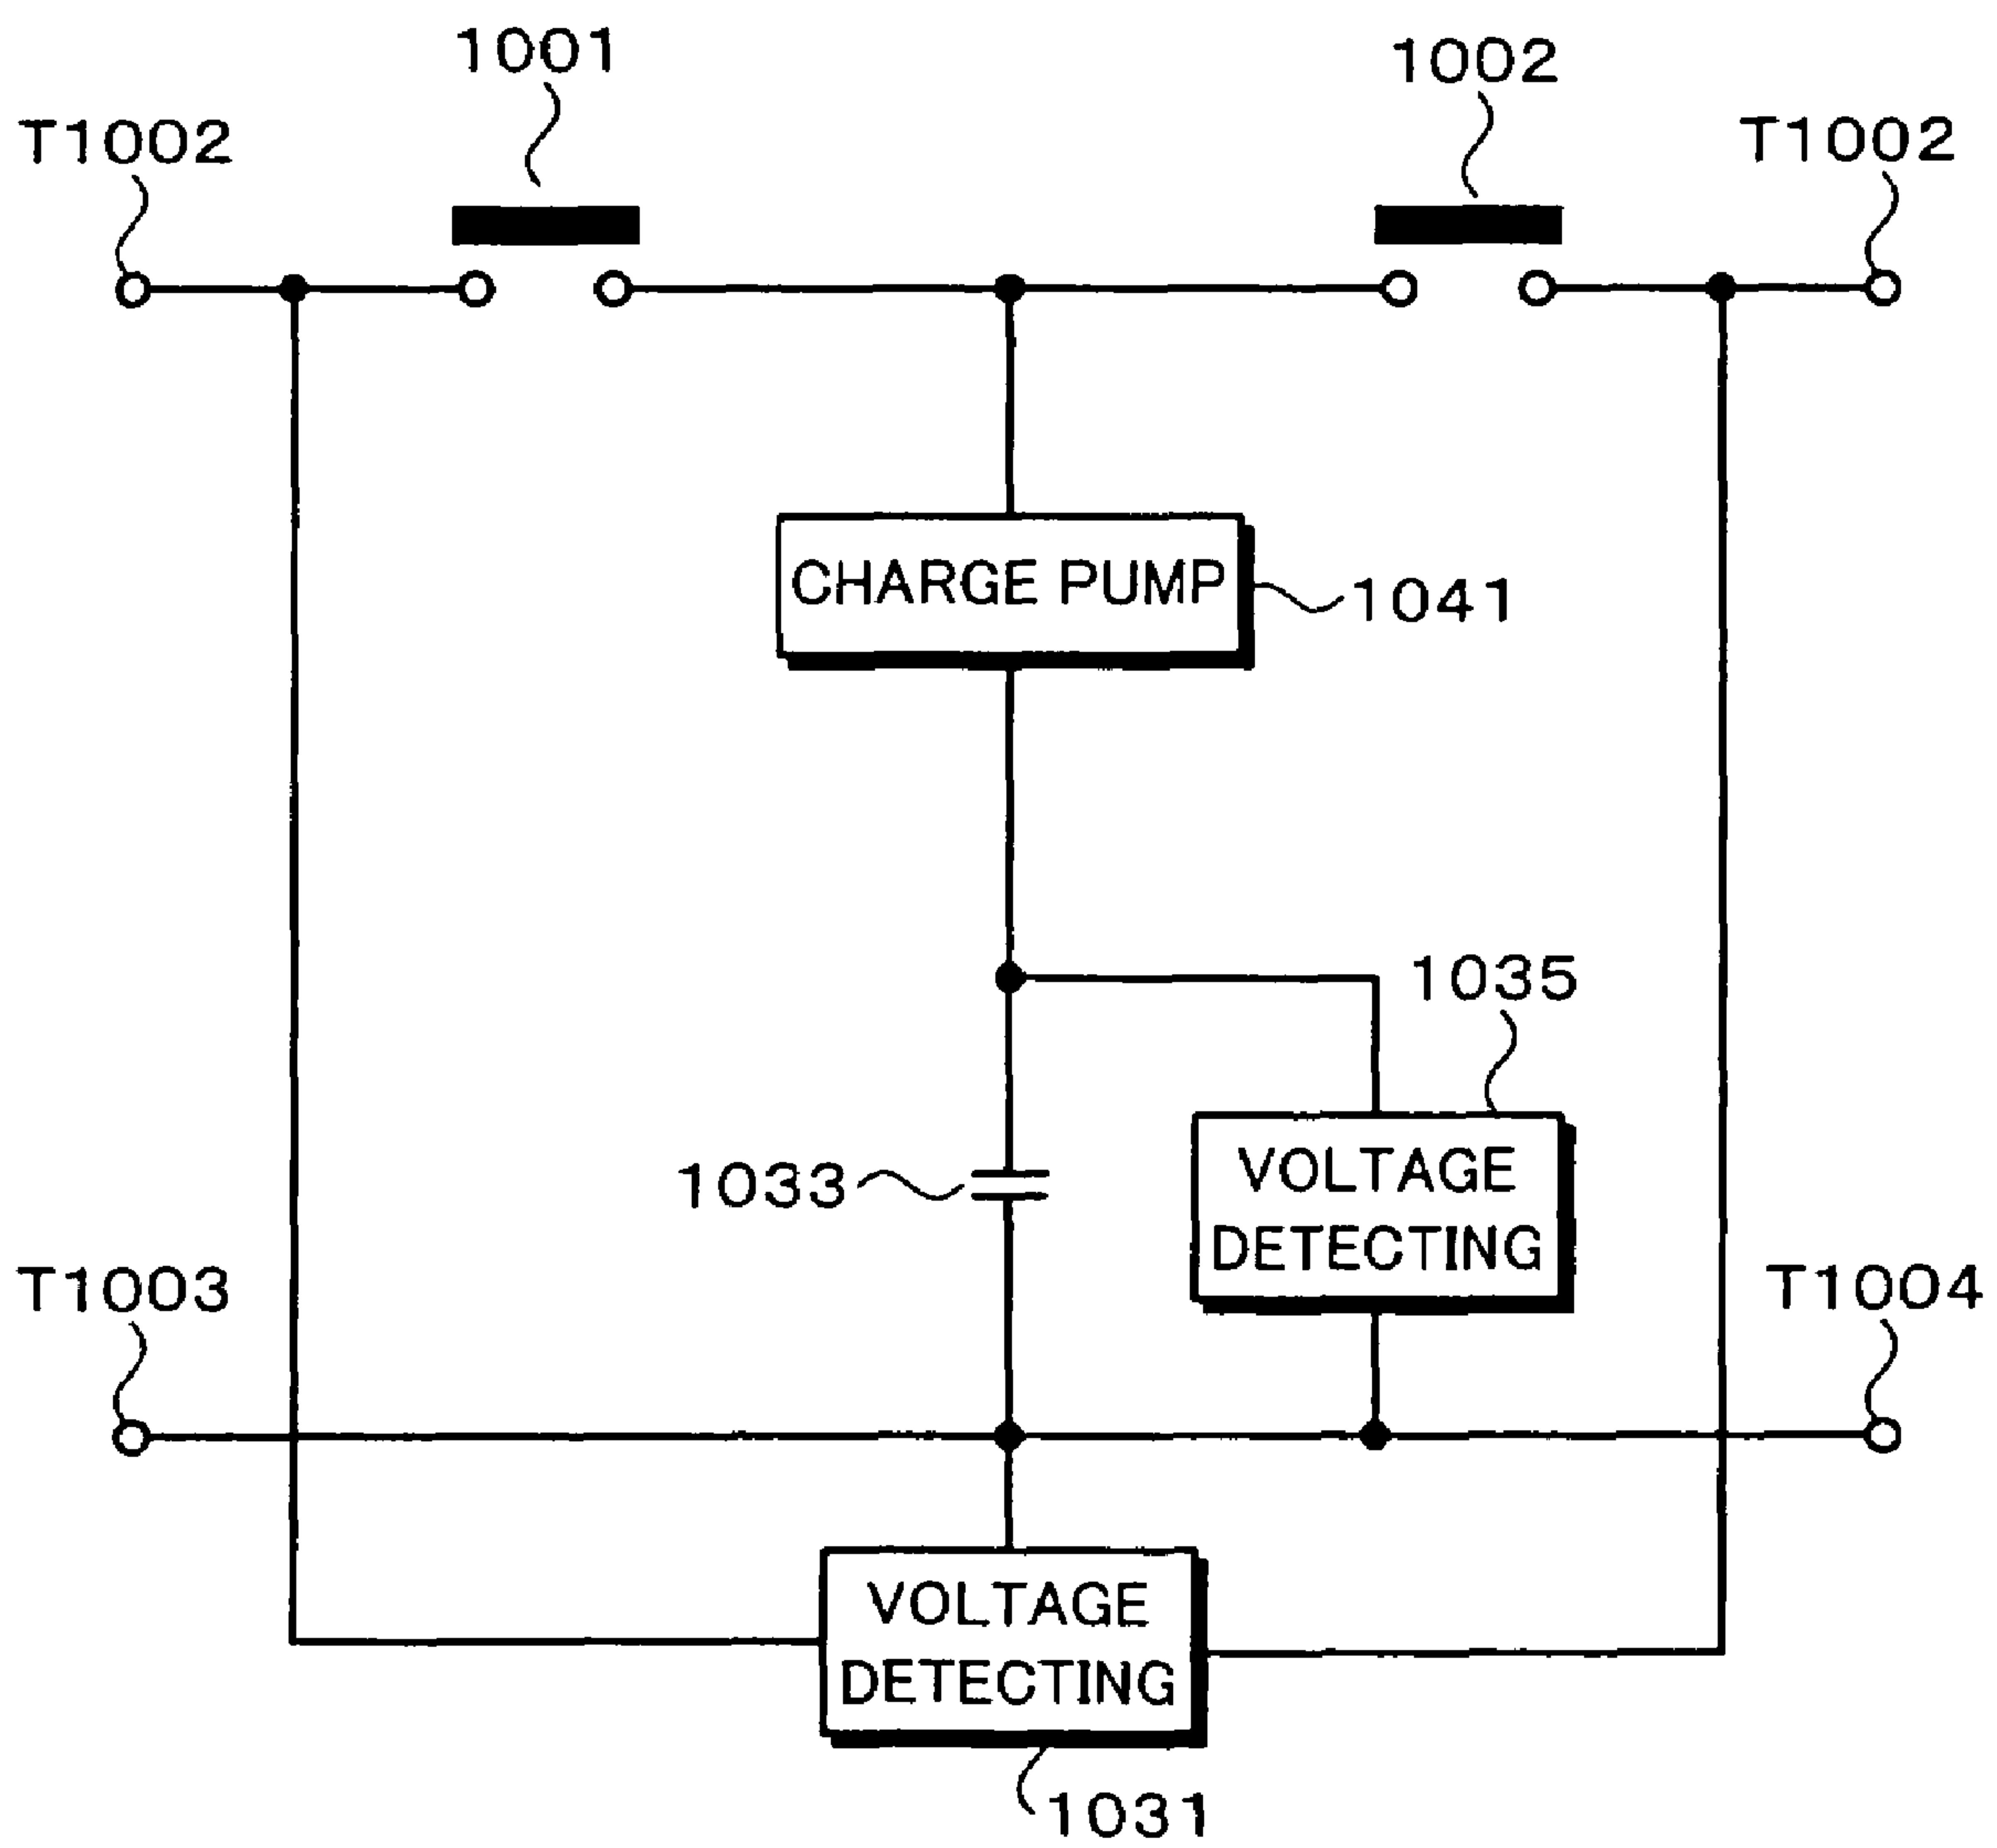 1001
1002
T1002
T1002
CHARGE PUMP
1041
1035
VOLTAGE
DETECTING
1033
T1003
T1004
VOLTAGE
DETECTING
1031